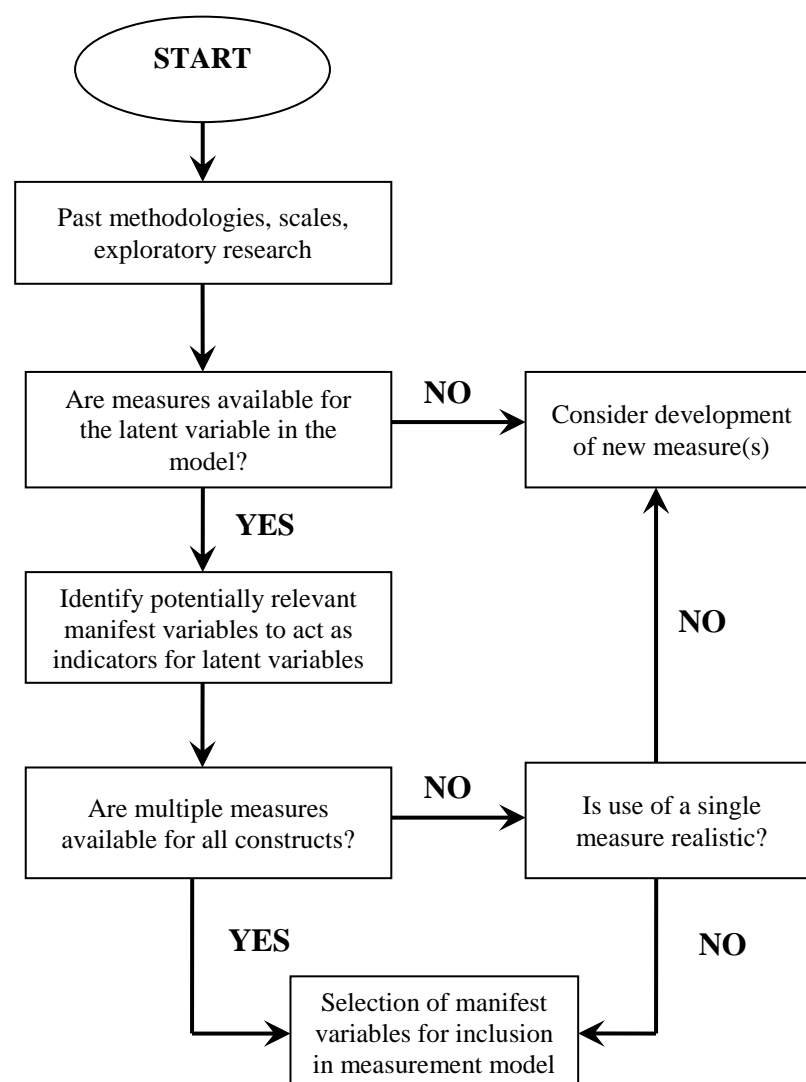 START
Past methodologies, scales,
exploratory research
Are measures available for
the latent variable in the
model?
NO
Consider development
of new measure(s)
YES
Identify potentially relevant
manifest variables to act as
indicators for latent variables
NO
Are multiple measures
available for all constructs?
NO
Is use of a single
measure realistic?
YES
NO
Selection of manifest
variables for inclusion
in measurement model